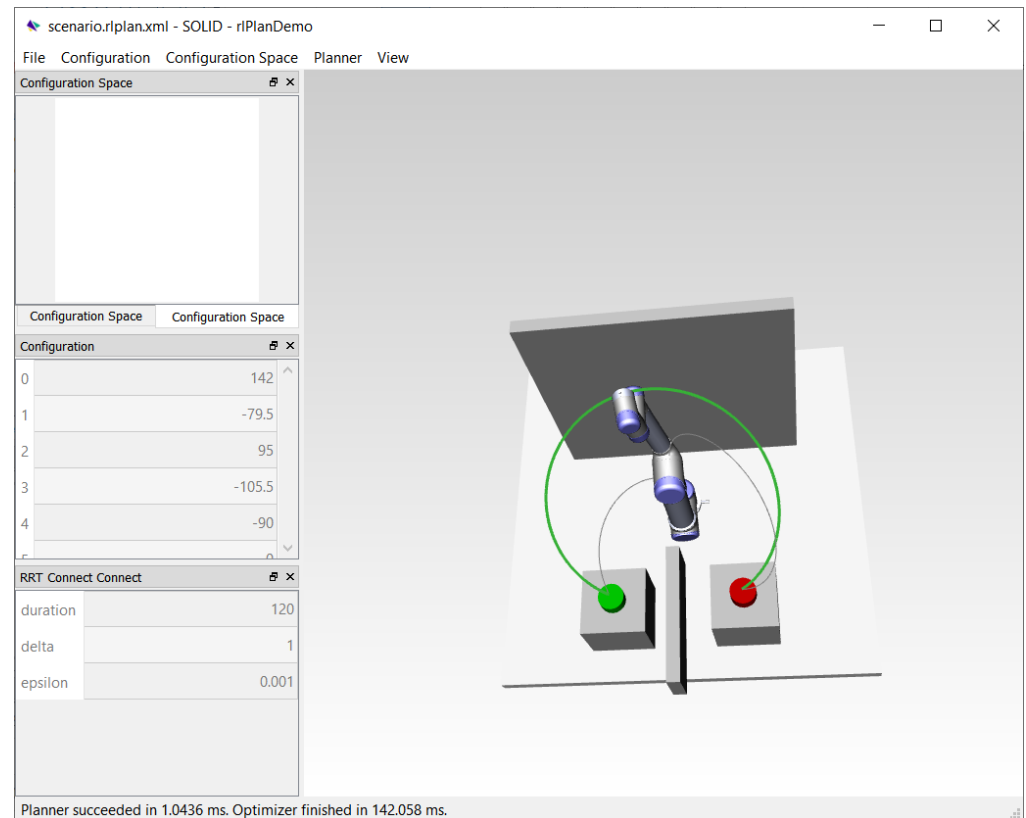 scenario.rlplan.xml - SOLID - rlPlanDemo
File Configuration Configuration Space Planner View
Configuration Space
Configuration Space Configuration Space
Configuration
0 142
1 -79.5
2 95
3 -105.5
4 -90
RRT Connect Connect
duration 120
delta 1
epsilon 0.001
Planner succeeded in 1.0436 ms. Optimizer finished in 142.058 ms.